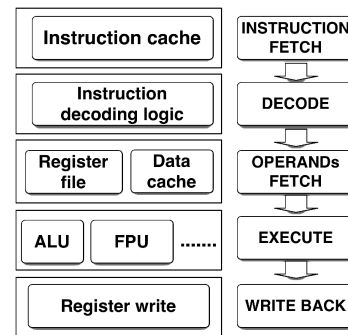 Instruction cache
INSTRUCTION
FETCH
Instruction
decoding logic
DECODE
Register
file
Data
cache
OPERANDs
FETCH
ALU
FPU
.......
EXECUTE
Register write
WRITE BACK